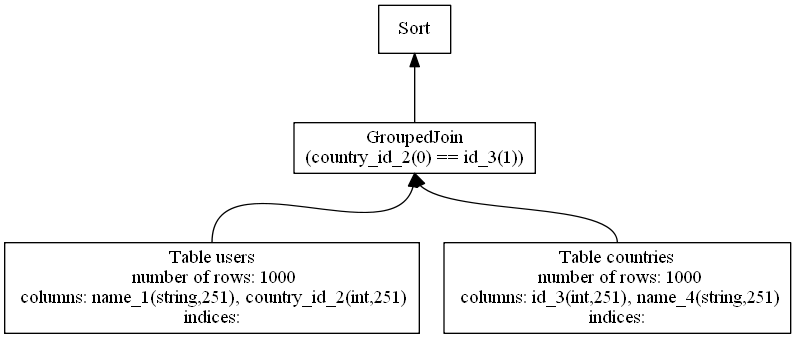 Sort
GroupedJoin
(country_id_2(0) == id_3(1))
Table users
number of rows: 1000
columns: name_1(string,251), country_id_2(int,251)
indices:
Table countries
number of rows: 1000
columns: id_3(int,251), name_4(string,251)
indices: